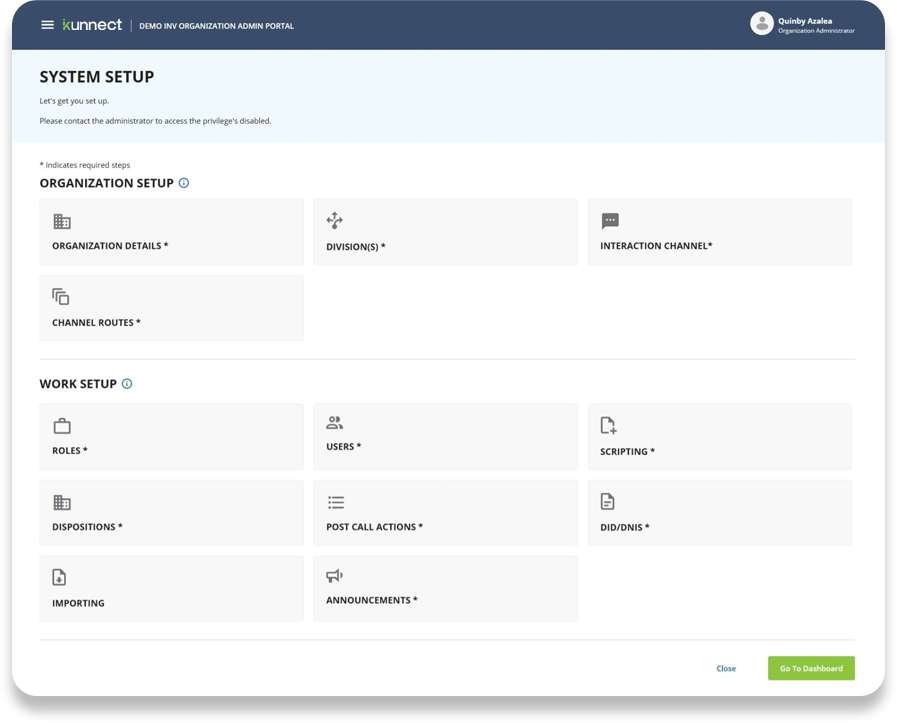 kunnect
DEMO INV ORGANIZATION ADMIN PORTAL
Quinby Azalea
Organization Administrator
SYSTEM SETUP
Let's get you set up.
Please contact the administrator to access the privilege's disabled.
* Indicates required steps
ORGANIZATION SETUP
ORGANIZATION DETAILS *
DIVISION(S) *
INTERACTION CHANNEL*
CHANNEL ROUTES *
WORK SETUP
ROLES *
USERS *
SCRIPTING *
DISPOSITIONS *
POST CALL ACTIONS *
DID/DNIS *
IMPORTING
ANNOUNCEMENTS *
Close
Go To Dashboard